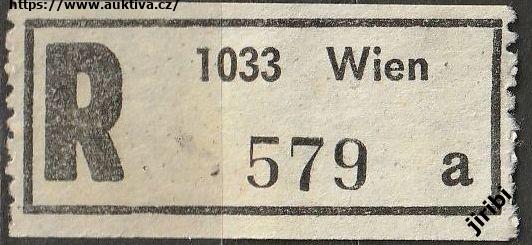 https://www.auktiva.cz/
R 1033 Wien
579 a
jiribi